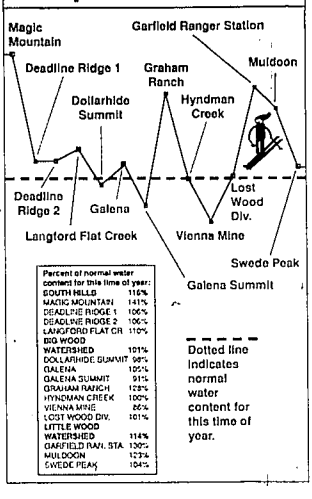 Garfield Ranger Station
Magic
Mountain
Muldoon
Deadline Ridge 1
Graham
Ranch
Dollarhide
Summit
Hyndman
Creek
Deadline
Ridge 2
Galena
Lost
Wood
Div.
Langford Flat Creek
Vienna Mine
Swede Peak
Galena Summit
Percent of normal water
content for this time of year:
SOUTH HILLS 116%
MAGIC MOUNTAIN 141%
DEADLINE RIDGE 1 106%
DEADLINE RIDGE 2 106%
LANGFORD FLAT CR 110%
BIG WOOD
WATERSHED 101%
DOLLARHIDE SUMMIT 98%
GALENA 105%
GALENA SUMMIT 91%
GRAHAM RANCH 128%
HYNDMAN CREEK 100%
VIENNA MINE 86%
LOST WOOD DIV. 101%
LITTLE WOOD
WATERSHED 114%
GARFIELD RAN. STA. 130%
MULDOON 123%
SWEDE PEAK 104%
Dotted line
indicates
normal
water
content for
this time of
year.